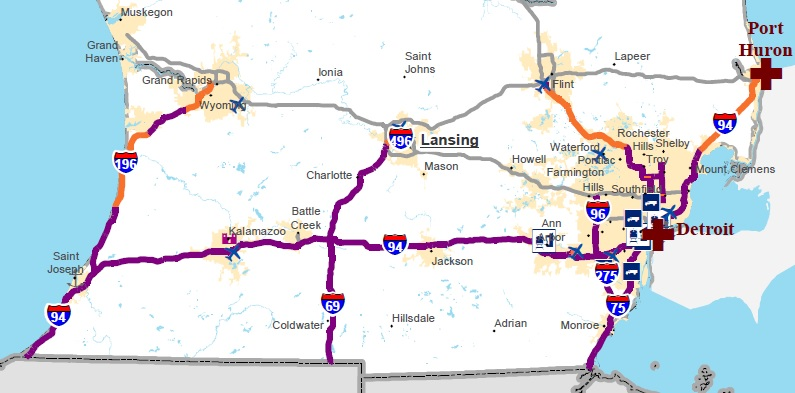 Muskegon
Port
Huron
Grand
Haven
Saint
Johns
Lapeer
Ionia
Grand Rapids
Flint
Wyoming
94
Rochester
Hills
Shelby
496
Lansing
Waterford
Pontiac
Troy
196
Mason
Howell
Farmington
Hills
Mount Clemens
Charlotte
Southfield
96
Battle
Creek
Kalamazoo
Ann
Arbor
Detroit
94
Jackson
Saint
Joseph
275
69
75
94
Coldwater
Hillsdale
Adrian
Monroe